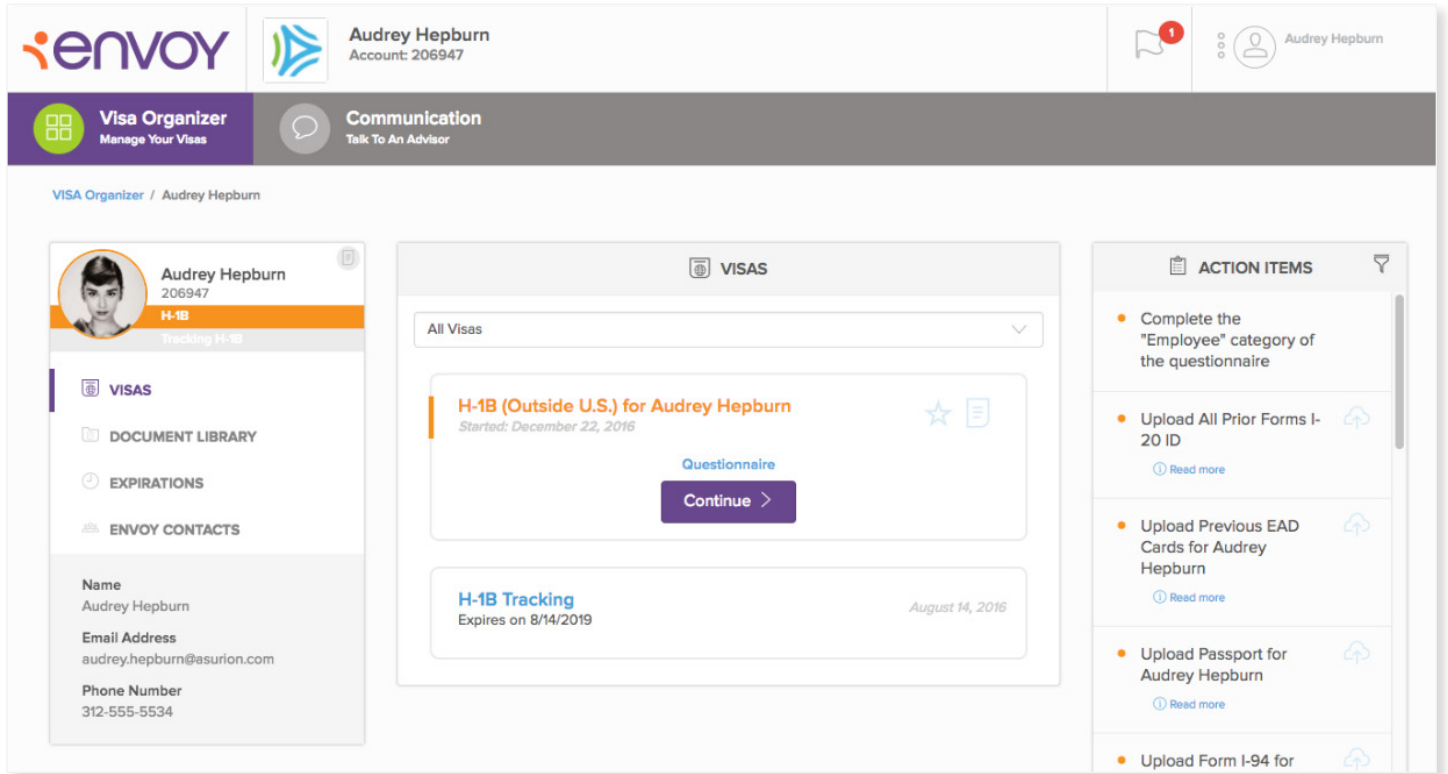 envoy
Audrey Hepburn
Account: 206947
1
Audrey Hepburn
Visa Organizer
Manage Your Visas
Communication
Talk To An Advisor
VISA Organizer / Audrey Hepburn
Audrey Hepburn
206947
H-1B
Tracking H-1B
VISAS
DOCUMENT LIBRARY
EXPIRATIONS
ENVOY CONTACTS
Name
Audrey Hepburn
Email Address
audrey.hepburn@asurion.com
Phone Number
312-555-5534
VISAS
All Visas
H-1B (Outside U.S.) for Audrey Hepburn
Started: December 22, 2016
Questionnaire
Continue >
H-1B Tracking
August 14, 2016
Expires on 8/14/2019
ACTION ITEMS
Complete the
"Employee" category of
the questionnaire
Upload All Prior Forms I-
20 ID
Read more
Upload Previous EAD
Cards for Audrey
Hepburn
Read more
Upload Passport for
Audrey Hepburn
Read more
Upload Form I-94 for